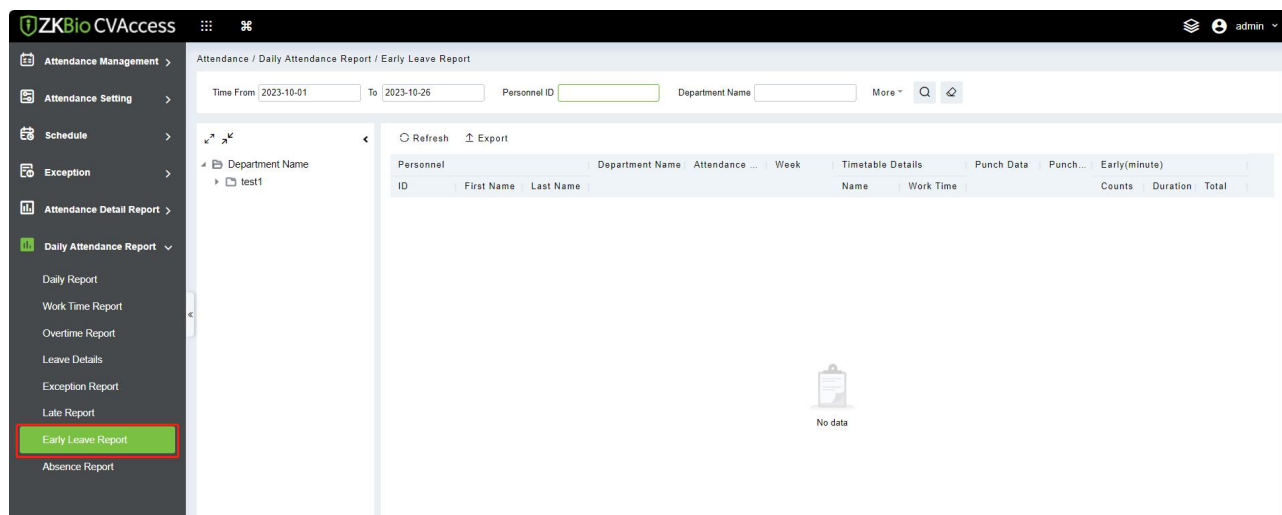 ZKBio CVAccess
admin
Attendance Management
Attendance Setting
Schedule
Exception
Attendance Detail Report
Daily Attendance Report
Daily Report
Work Time Report
Overtime Report
Leave Details
Exception Report
Late Report
Early Leave Report
Absence Report
Attendance / Daily Attendance Report / Early Leave Report
Time From 2023-10-01 To 2023-10-26 Personnel ID Department Name More
Department Name
test1
Refresh Export
Personnel Department Name Attendance ... Week Timetable Details Punch Data Punch... Early(minute)
ID First Name Last Name Name Work Time Counts Duration Total
No data